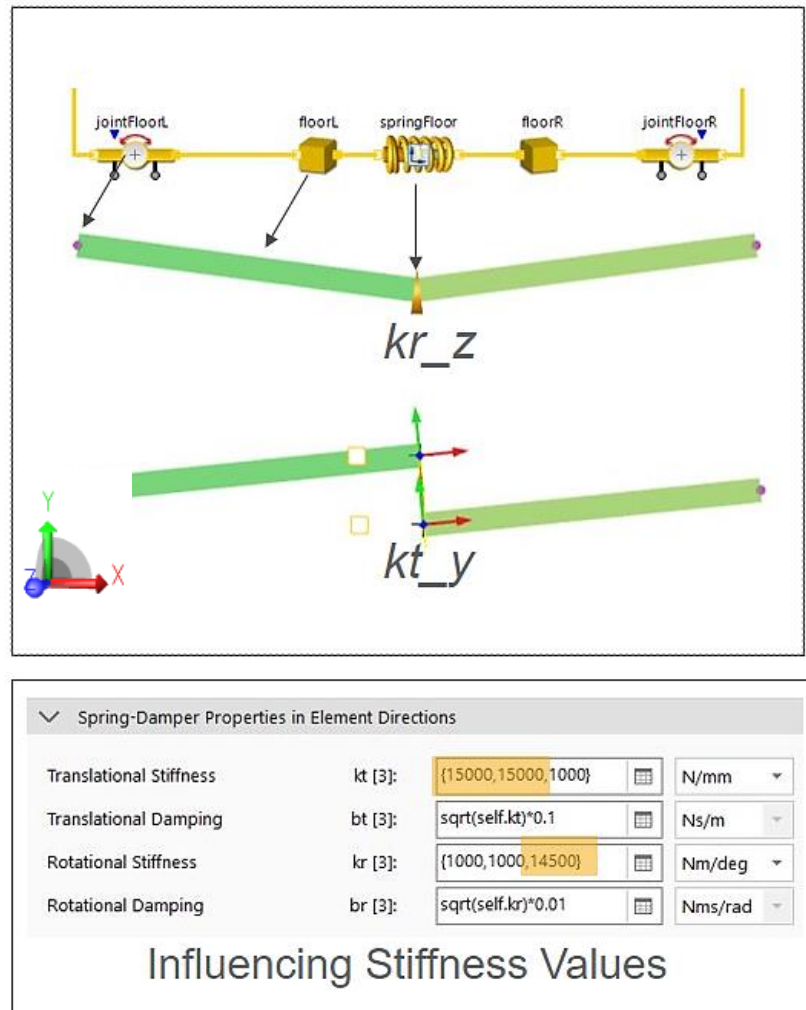 jointFloorL floorL springFloor floorR jointFloorR
kr_z
kt_y
Y
Z X
Spring-Damper Properties in Element Directions
Translational Stiffness kt [3]: {15000,15000,1000} N/mm
Translational Damping bt [3]: sqrt(self.kt)*0.1 Ns/m
Rotational Stiffness kr [3]: {1000,1000,14500} Nm/deg
Rotational Damping br [3]: sqrt(self.kr)*0.01 Nms/rad
Influencing Stiffness Values